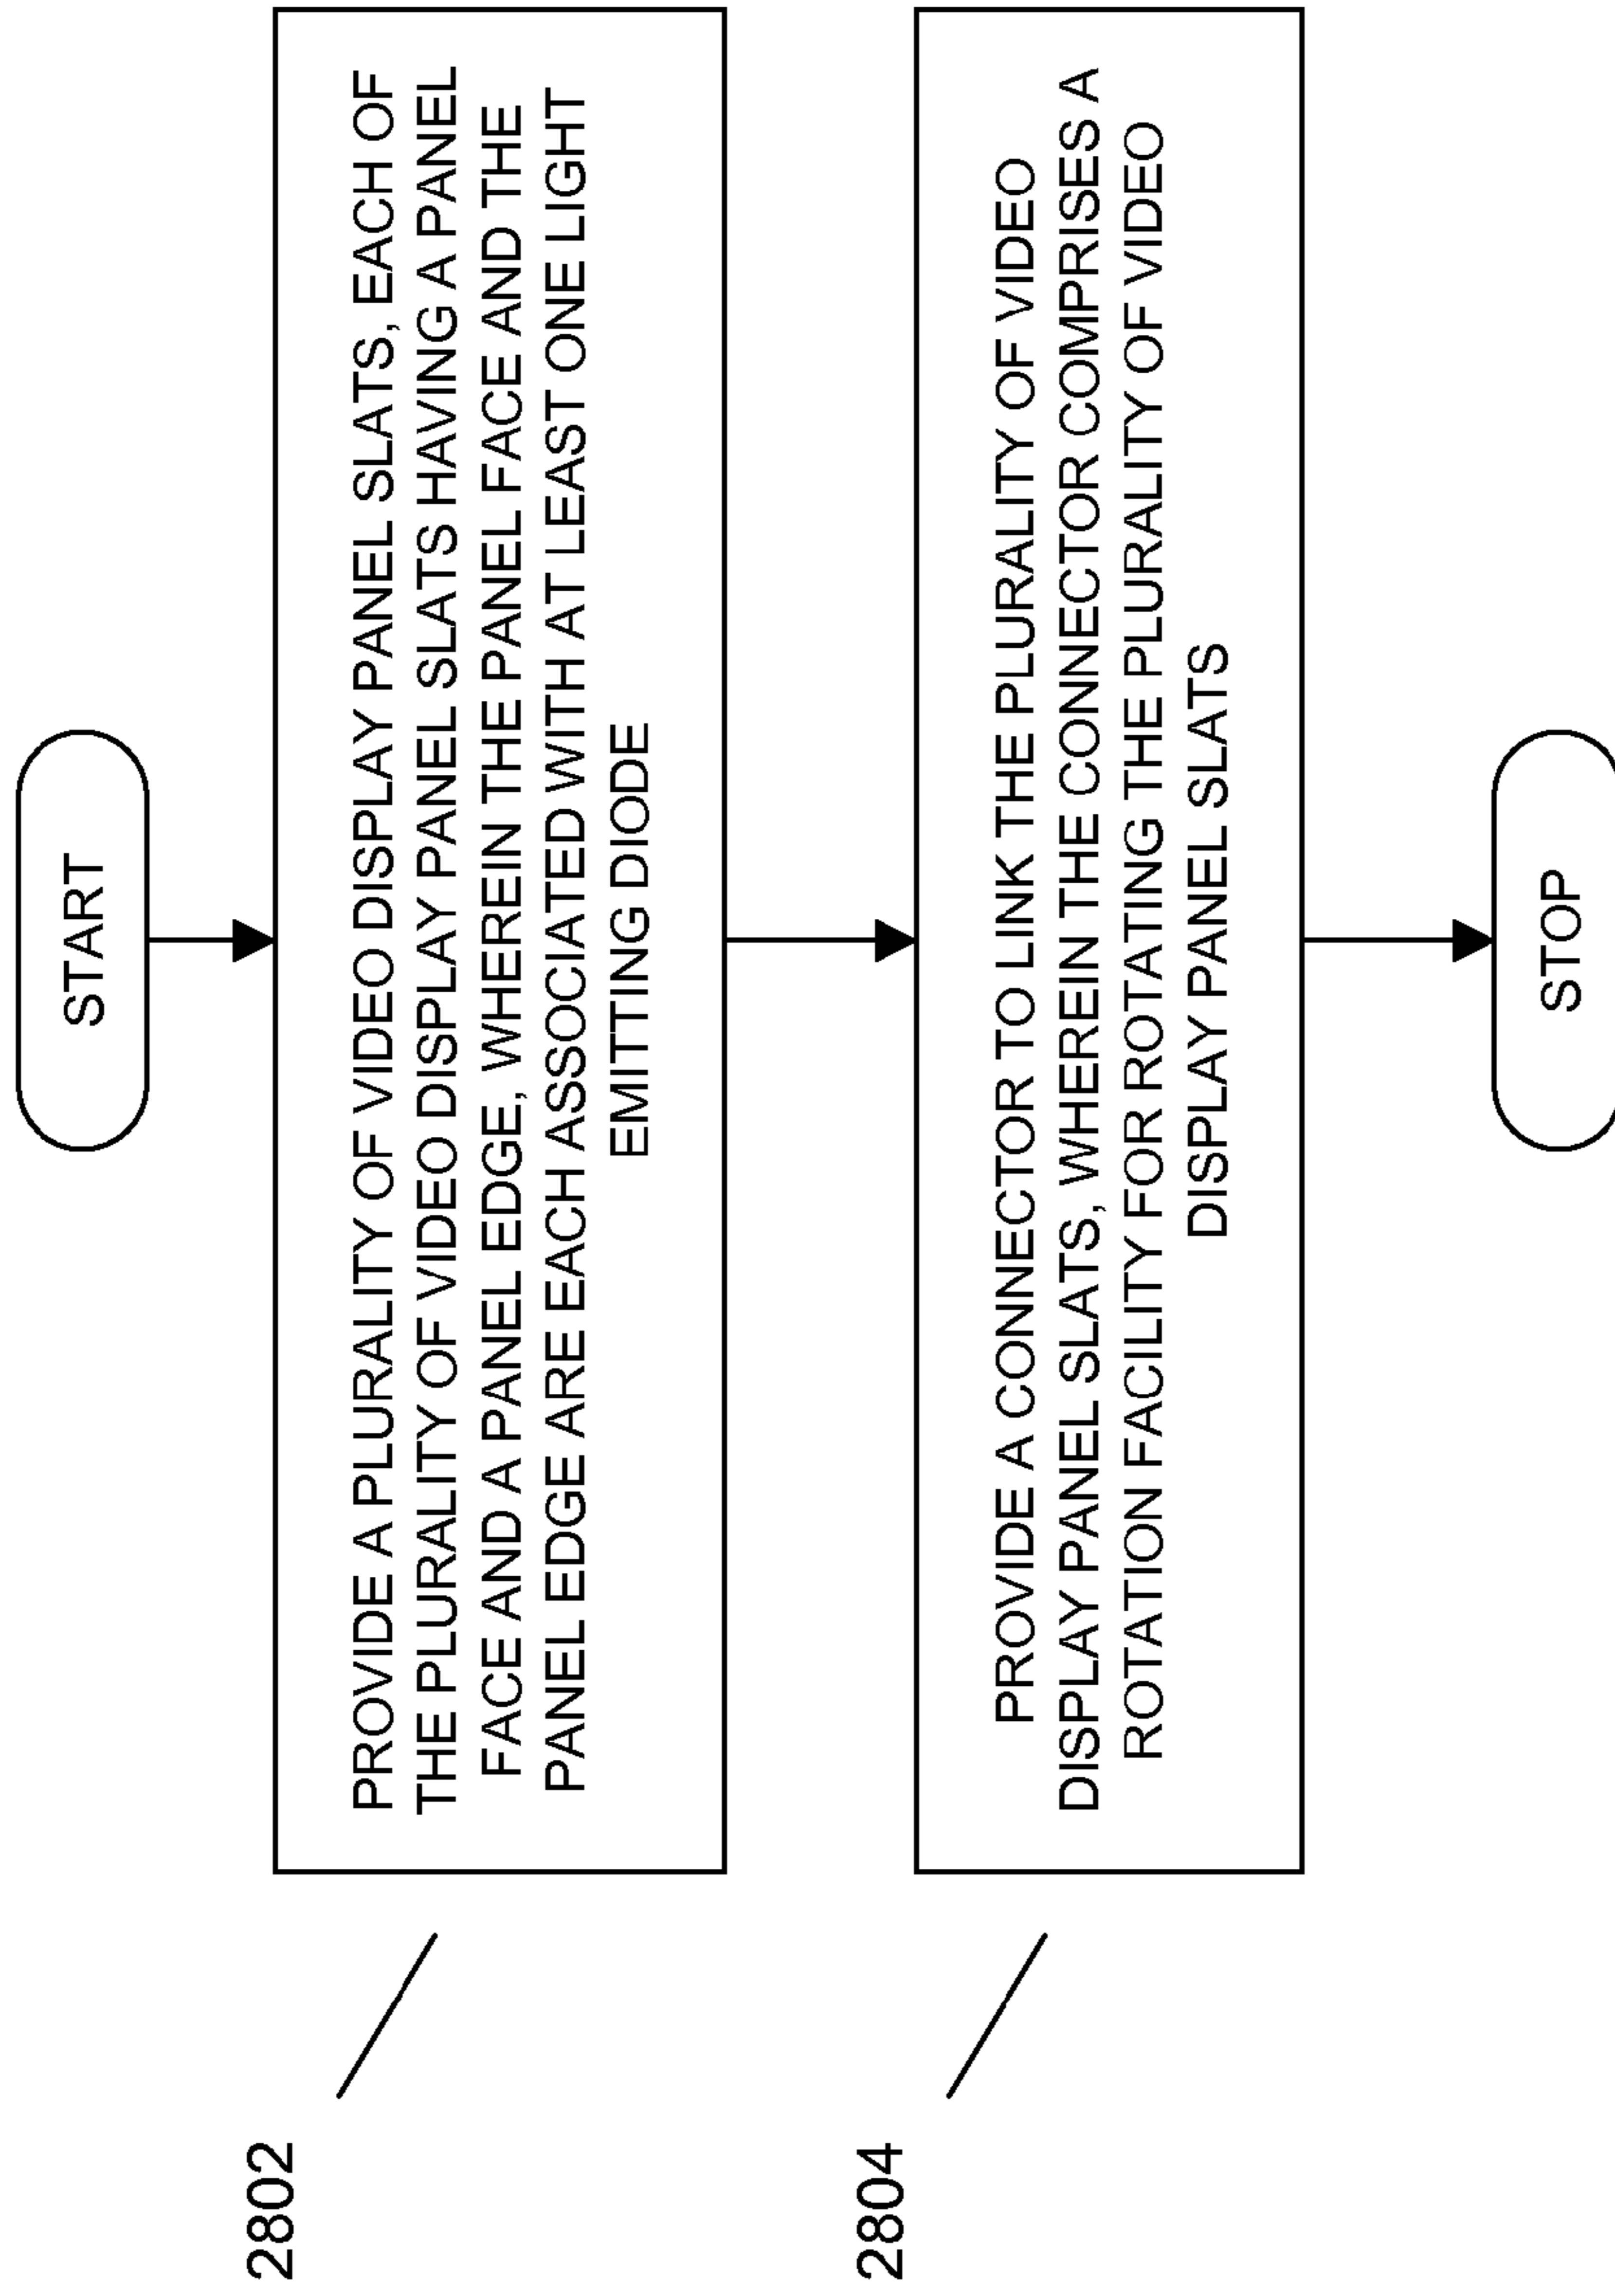 START
2802
PROVIDE A PLURALITY OF VIDEO DISPLAY PANEL SLATS, EACH OF
THE PLURALITY OF VIDEO DISPLAY PANEL SLATS HAVING A PANEL
FACE AND A PANEL EDGE, WHEREIN THE PANEL FACE AND THE
PANEL EDGE ARE EACH ASSOCIATED WITH AT LEAST ONE LIGHT
EMITTING DIODE
2804
PROVIDE A CONNECTOR TO LINK THE PLURALITY OF VIDEO
DISPLAY PANEL SLATS, WHEREIN THE CONNECTOR COMPRISES A
ROTATION FACILITY FOR ROTATING THE PLURALITY OF VIDEO
DISPLAY PANEL SLATS
STOP